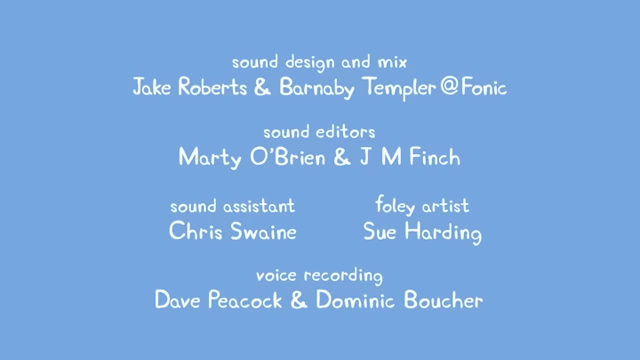 sound design and mix
Jake Roberts & Barnaby Templer@Fonic
sound editors
Marty O'Brien & J M Finch
sound assistant
Chris Swaine
foley artist
Sue Harding
voice recording
Dave Peacock & Dominic Boucher